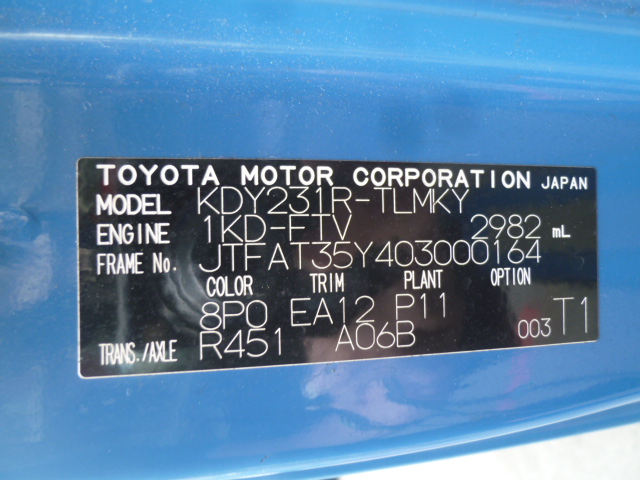 TOYOTA MOTOR CORPORATION JAPAN
MODEL KDY231R-TLMKY
ENGINE 1KD-FTV 2982 mL
FRAME No. JTFAT35Y403000164
COLOR TRIM PLANT OPTION
8P0 EA12 P11
TRANS./AXLE R451 A06B 003 T1